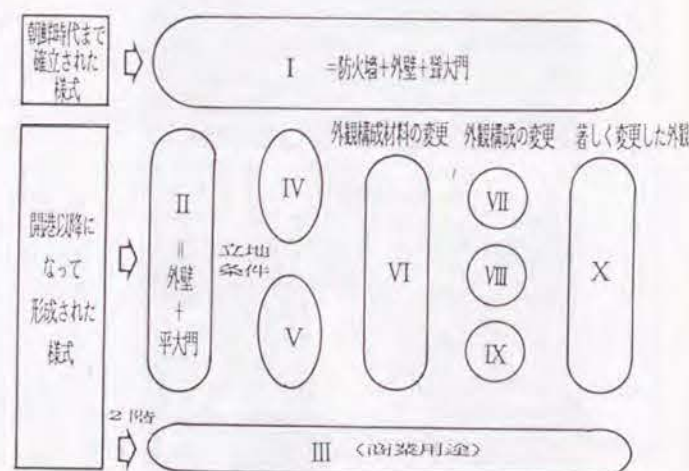 朝鮮時代まで
確立された
様式
I =防火墻+外壁+聳大門
外観構成材料の変更 外観構成の変更 著しく変更した外観
開港以降に
なって
形成された
様式
II
=
外壁
+
平大門
立地
条件
IV
V
VI
VII
VIII
IX
X
2階
III (商業用途)